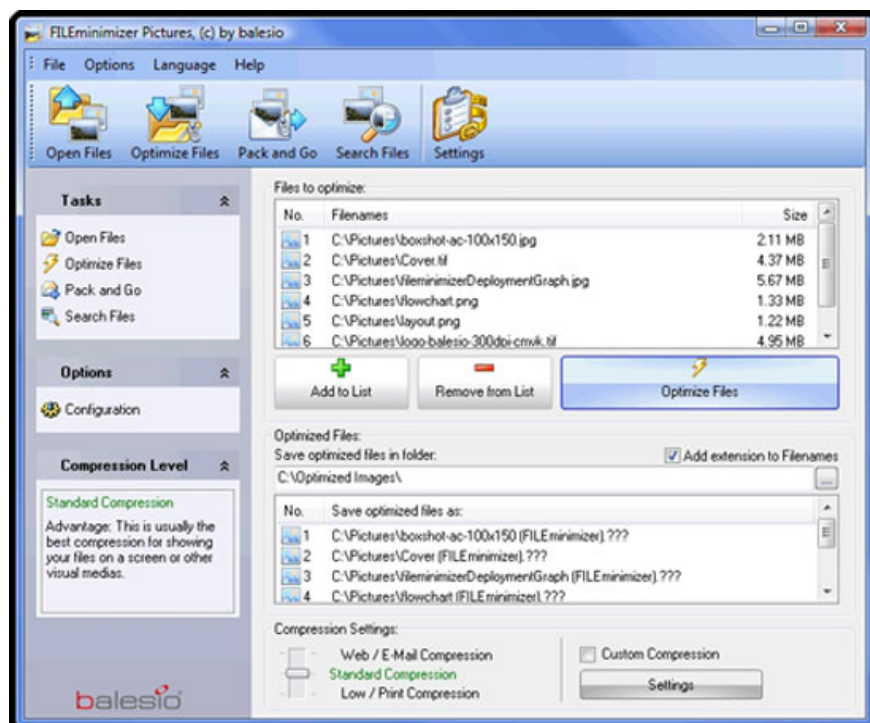 FILEminimizer Pictures, (c) by balesio
File Options Language Help
Open Files Optimize Files Pack and Go Search Files Settings
Tasks
Open Files
Optimize Files
Pack and Go
Search Files
Options
Configuration
Compression Level
Standard Compression
Advantage: This is usually the
best compression for showing
your files on a screen or other
visual medias.
balesio
Files to optimize:
No. Filenames Size
1 C:\Pictures\boxshot-ac-100x150.jpg 2.11 MB
2 C:\Pictures\Cover.tif 4.37 MB
3 C:\Pictures\fileminimizerDeploymentGraph.jpg 5.67 MB
4 C:\Pictures\flowchart.png 1.33 MB
5 C:\Pictures\layout.png 1.22 MB
6 C:\Pictures\logo-balesio-300dpi-cmyk.tif 4.95 MB
Add to List Remove from List Optimize Files
Optimized Files:
Save optimized files in folder: Add extension to Filenames
C:\Optimized Images\ ...
No. Save optimized files as:
1 C:\Pictures\boxshot-ac-100x150 (FILEminimizer).???
2 C:\Pictures\Cover (FILEminimizer).???
3 C:\Pictures\fileminimizerDeploymentGraph (FILEminimizer).???
4 C:\Pictures\flowchart (FILEminimizer).???
Compression Settings:
Web / E-Mail Compression
Standard Compression
Low / Print Compression
Custom Compression
Settings